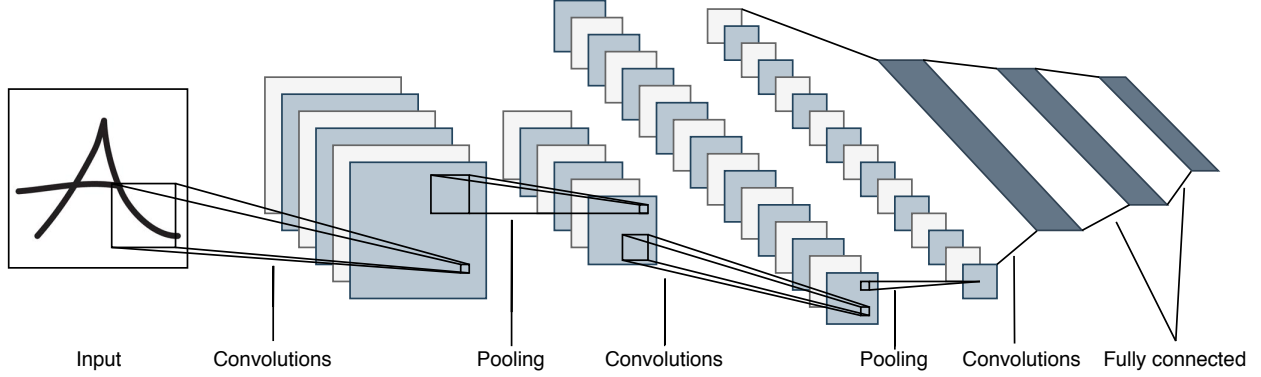 Input
Convolutions
Pooling
Convolutions
Pooling
Convolutions
Fully connected